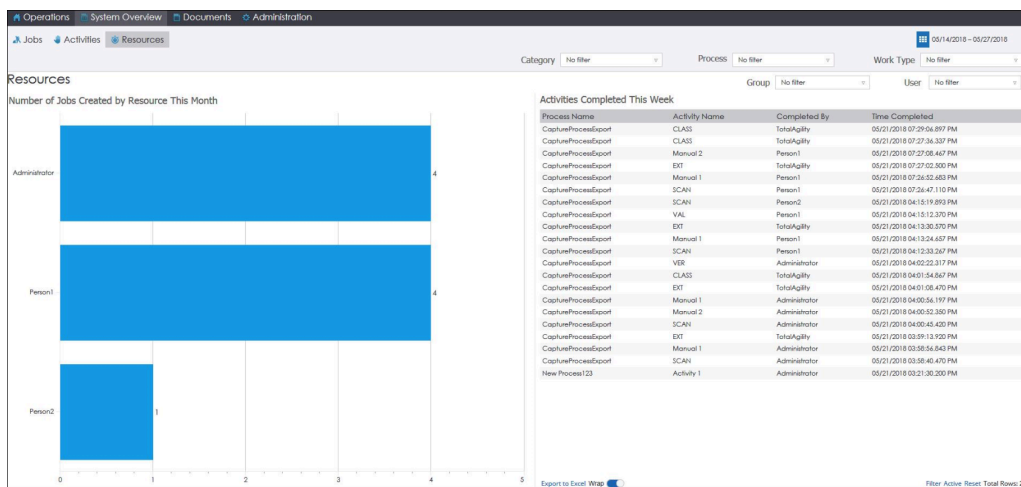 Operations System Overview Documents Administration
Jobs Activities Resources 05/14/2018 – 05/27/2018
Category No filter Process No filter Work Type No filter
Resources Group No filter User No filter
Number of Jobs Created by Resource This Month
Administrator 4
Person1 4
Person2 1
0 1 2 3 4 5
Activities Completed This Week
Process Name Activity Name Completed By Time Completed
CaptureProcessExport CLASS TotalAgility 05/21/2018 07:29:06.897 PM
CaptureProcessExport CLASS TotalAgility 05/21/2018 07:27:36.337 PM
CaptureProcessExport Manual 2 Person1 05/21/2018 07:27:08.467 PM
CaptureProcessExport EXT TotalAgility 05/21/2018 07:27:02.500 PM
CaptureProcessExport Manual 1 Person1 05/21/2018 07:26:52.683 PM
CaptureProcessExport SCAN Person1 05/21/2018 07:26:47.110 PM
CaptureProcessExport SCAN Person2 05/21/2018 04:15:19.893 PM
CaptureProcessExport VAL Person1 05/21/2018 04:15:12.370 PM
CaptureProcessExport EXT TotalAgility 05/21/2018 04:13:30.570 PM
CaptureProcessExport Manual 1 Person1 05/21/2018 04:13:24.657 PM
CaptureProcessExport SCAN Person1 05/21/2018 04:12:33.267 PM
CaptureProcessExport VER Administrator 05/21/2018 04:02:22.317 PM
CaptureProcessExport CLASS TotalAgility 05/21/2018 04:01:54.867 PM
CaptureProcessExport EXT TotalAgility 05/21/2018 04:01:08.470 PM
CaptureProcessExport Manual 1 Administrator 05/21/2018 04:00:56.197 PM
CaptureProcessExport Manual 2 Administrator 05/21/2018 04:00:52.350 PM
CaptureProcessExport SCAN Administrator 05/21/2018 04:00:45.420 PM
CaptureProcessExport EXT TotalAgility 05/21/2018 03:59:13.920 PM
CaptureProcessExport Manual 1 Administrator 05/21/2018 03:58:56.843 PM
CaptureProcessExport SCAN Administrator 05/21/2018 03:58:40.470 PM
New Process123 Activity 1 Administrator 05/21/2018 03:21:30.200 PM
Export to Excel Wrap Filter Active Reset Total Rows: